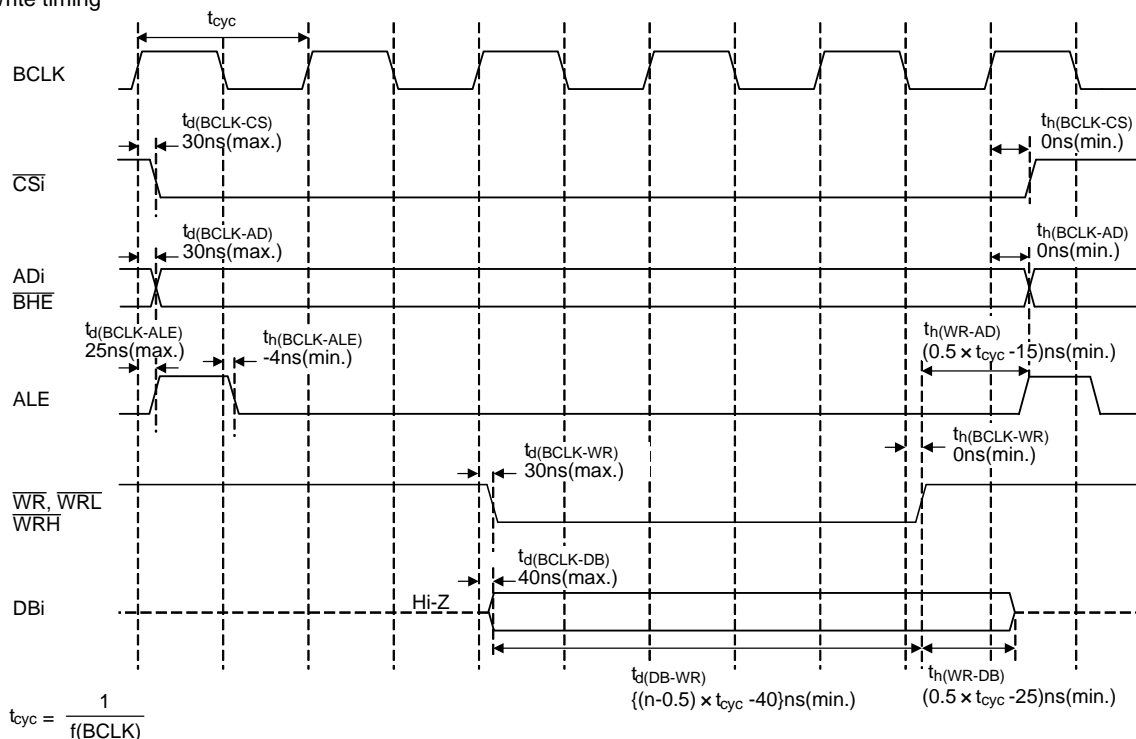 write timing
tcyc
BCLK
td(BCLK-CS)
30ns(max.)
th(BCLK-CS)
0ns(min.)
CSi
td(BCLK-AD)
30ns(max.)
th(BCLK-AD)
0ns(min.)
ADi
BHE
td(BCLK-ALE)
25ns(max.)
th(BCLK-ALE)
-4ns(min.)
th(WR-AD)
(0.5 × tcyc -15)ns(min.)
ALE
td(BCLK-WR)
30ns(max.)
th(BCLK-WR)
0ns(min.)
WR, WRL
WRH
td(BCLK-DB)
40ns(max.)
DBi
Hi-Z
td(DB-WR)
{(n-0.5) × tcyc -40}ns(min.)
th(WR-DB)
(0.5 × tcyc -25)ns(min.)
tcyc = 1
f(BCLK)